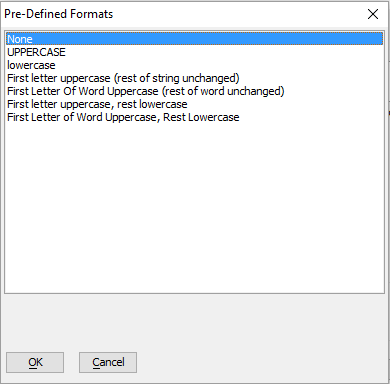 Pre-Defined Formats
None
UPPERCASE
lowercase
First letter uppercase (rest of string unchanged)
First Letter Of Word Uppercase (rest of word unchanged)
First letter uppercase, rest lowercase
First Letter of Word Uppercase, Rest Lowercase
OK Cancel